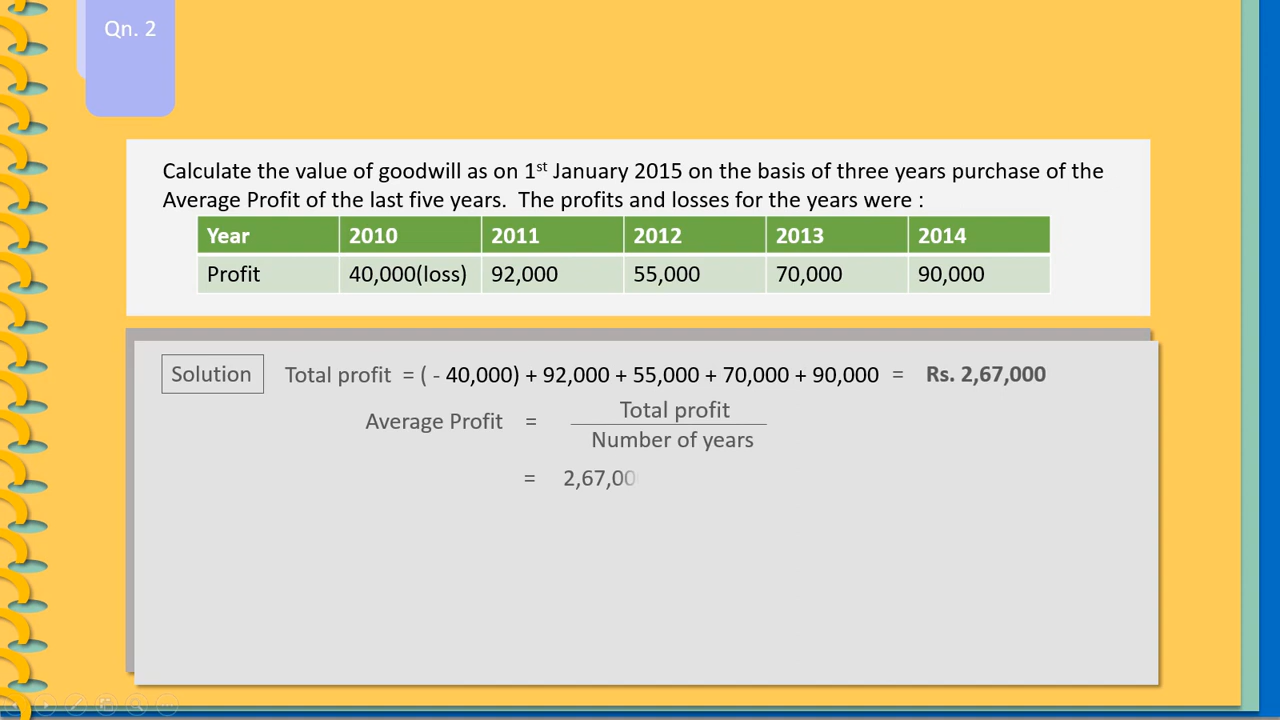 Qn. 2
Calculate the value of goodwill as on 1st January 2015 on the basis of three years purchase of the
Average Profit of the last five years. The profits and losses for the years were :
Year 2010 2011 2012 2013 2014
Profit 40,000(loss) 92,000 55,000 70,000 90,000
Solution Total profit = ( - 40,000) + 92,000 + 55,000 + 70,000 + 90,000 = Rs. 2,67,000
Average Profit = Total profit
Number of years
= 2,67,00